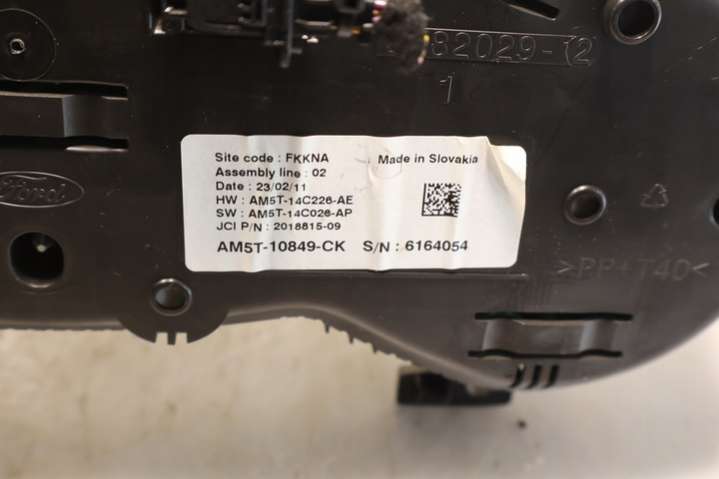 82029-12
1
Site code : FKKNA
Made in Slovakia
Assembly line : 02
Date : 23/02/11
HW : AM5T-14C226-AE
SW : AM5T-14C026-AP
JCI P/N : 2018815-09
AM5T-10849-CK S/N : 6164054
Ford
>PP+T40<